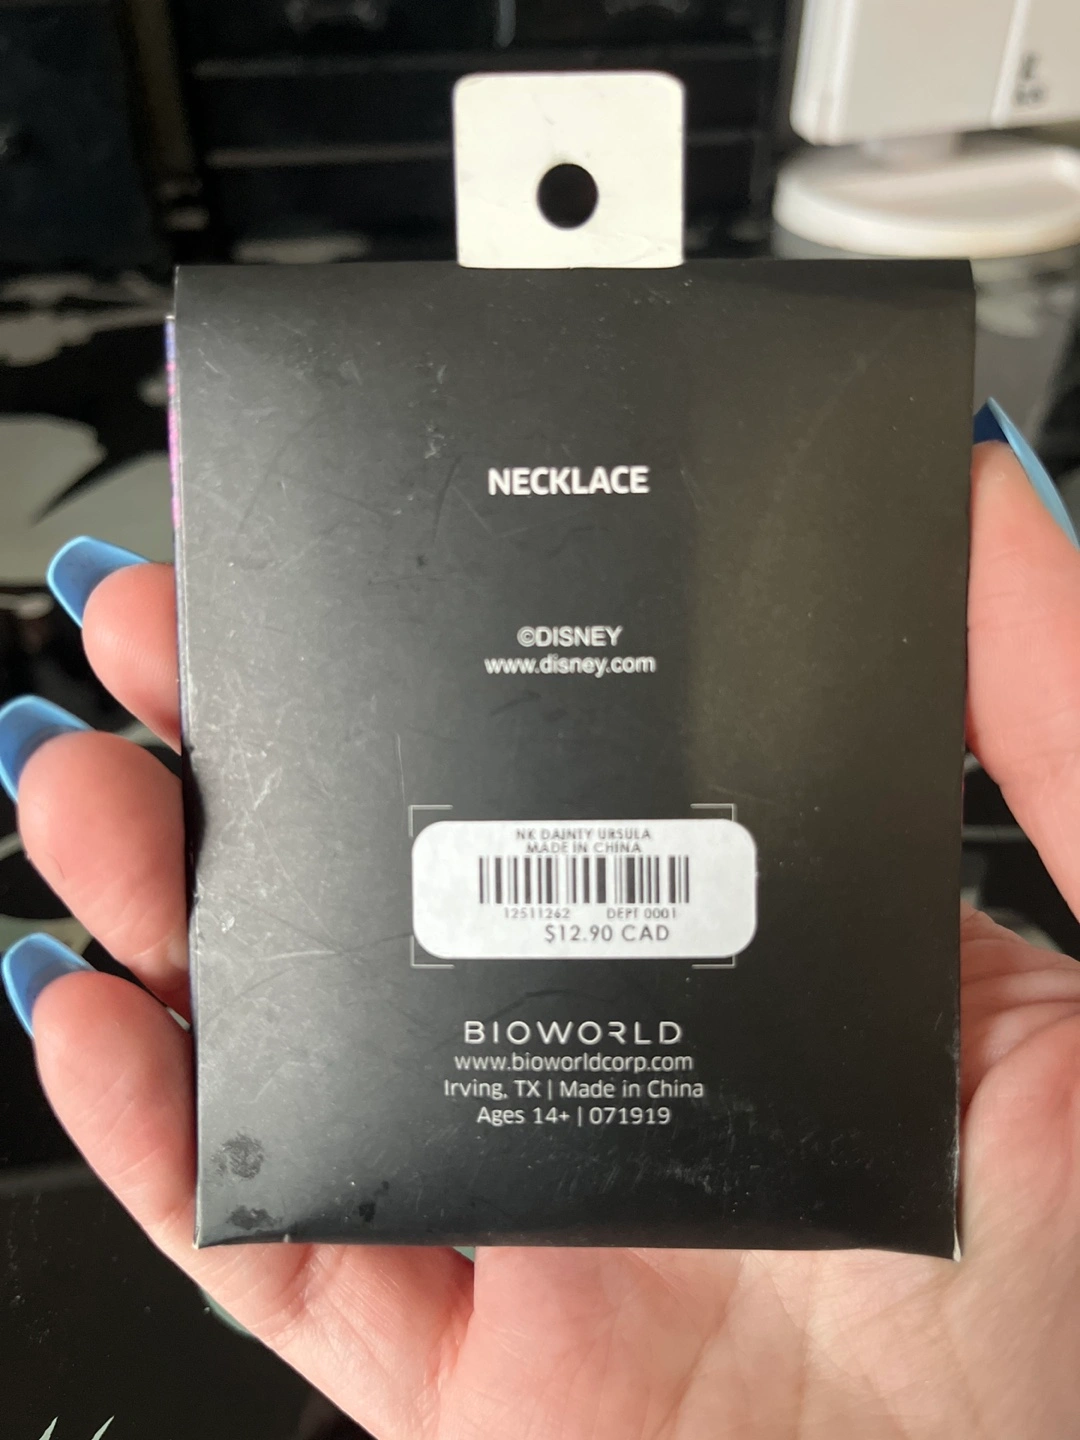 NECKLACE
©DISNEY
www.disney.com
NK DAINTY URSULA
MADE IN CHINA
12511262 DEPT 0001
$12.90 CAD
BIOWORLD
www.bioworldcorp.com
Irving, TX | Made in China
Ages 14+ | 071919